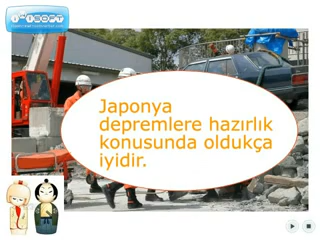 Japonya
depremlere hazırlık
konusunda oldukça
iyidir.